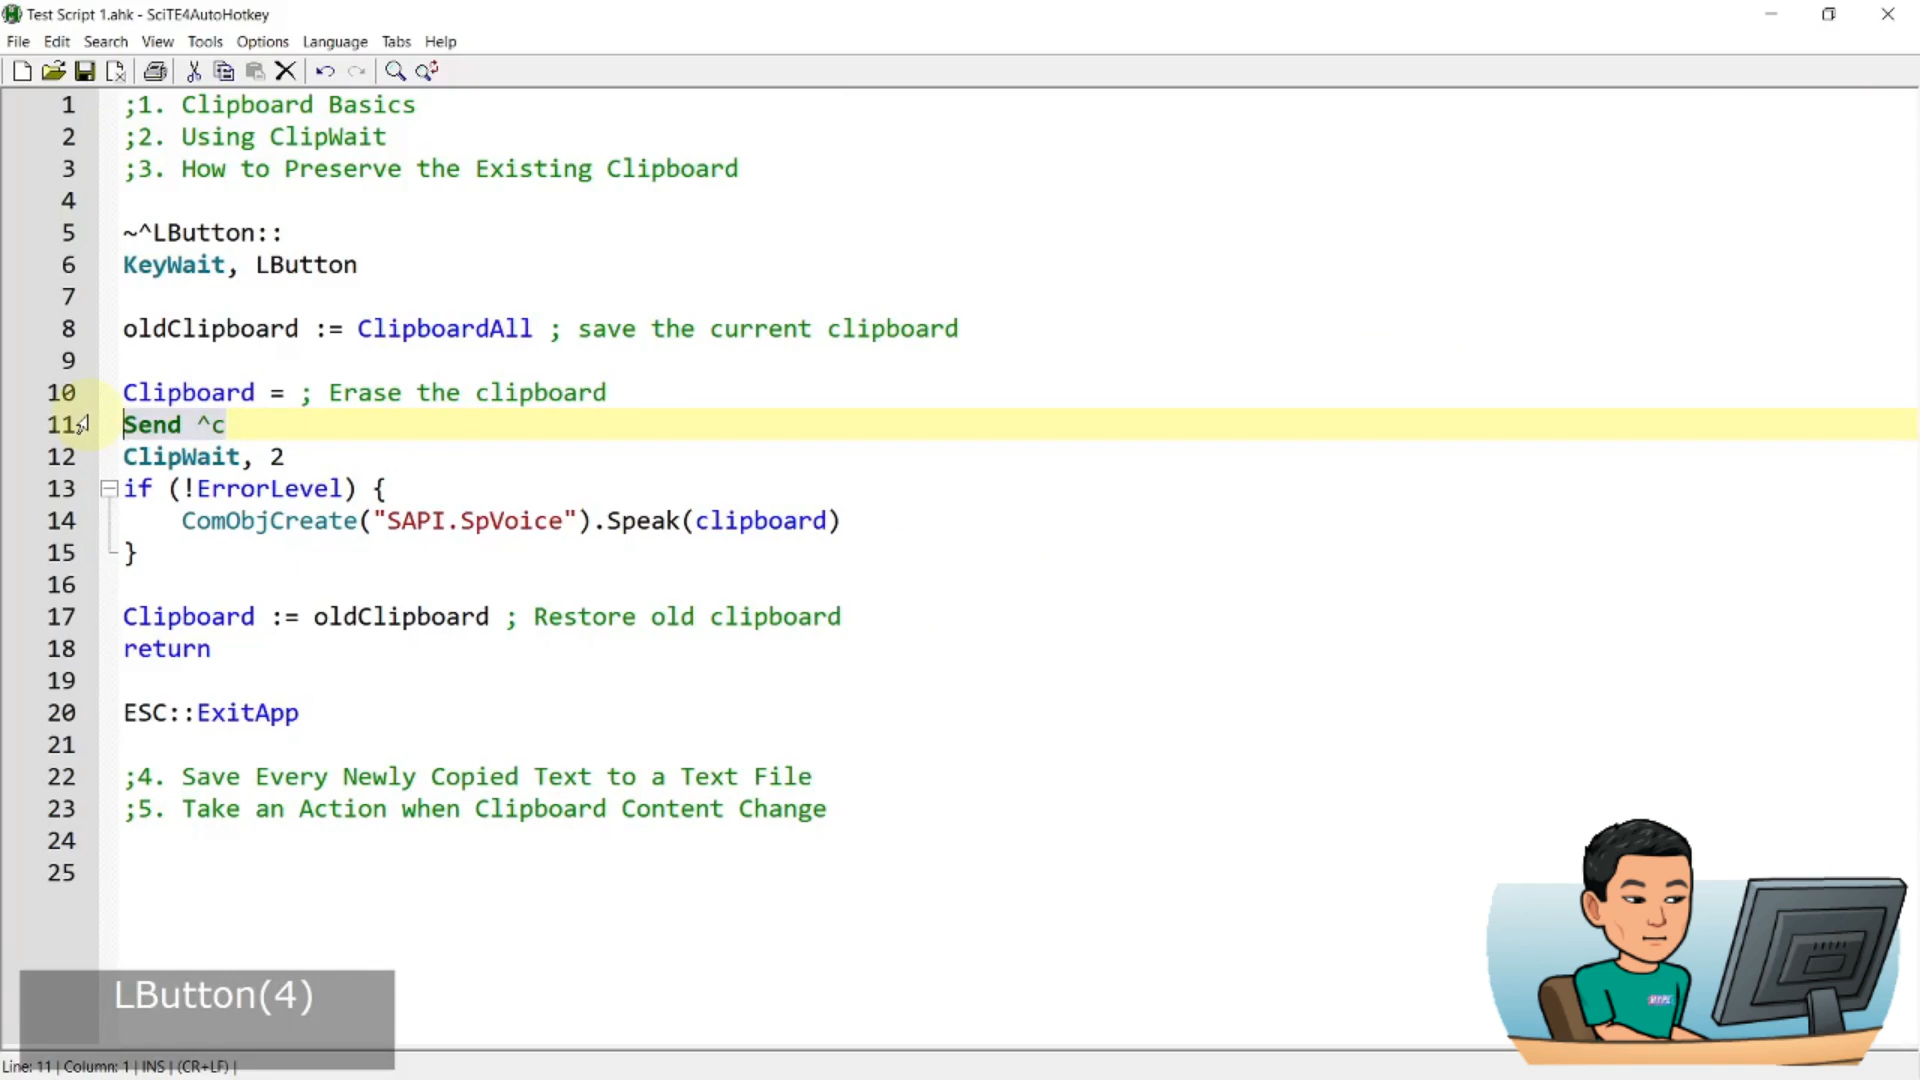 Test Script 1.ahk - SciTE4AutoHotkey
File Edit Search View Tools Options Language Tabs Help
1 ;1. Clipboard Basics
2 ;2. Using ClipWait
3 ;3. How to Preserve the Existing Clipboard
4
5 ~^LButton::
6 KeyWait, LButton
7
8 oldClipboard := ClipboardAll ; save the current clipboard
9
10 Clipboard = ; Erase the clipboard
11 Send ^c
12 ClipWait, 2
13 if (!ErrorLevel) {
14 ComObjCreate("SAPI.SpVoice").Speak(clipboard)
15 }
16
17 Clipboard := oldClipboard ; Restore old clipboard
18 return
19
20 ESC::ExitApp
21
22 ;4. Save Every Newly Copied Text to a Text File
23 ;5. Take an Action when Clipboard Content Change
24
25
LButton(4)
Line: 11 | Column: 1 | INS | (CR+LF) |